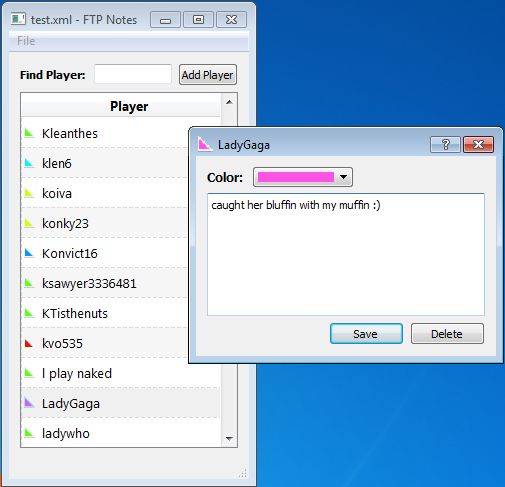 test.xml - FTP Notes
File
Find Player:
Add Player
Player
Kleanthes
klen6
koiva
konky23
Konvict16
ksawyer3336481
KTisthenuts
kvo535
l play naked
LadyGaga
ladywho
LadyGaga
?
Color:
caught her bluffin with my muffin :)
Save
Delete